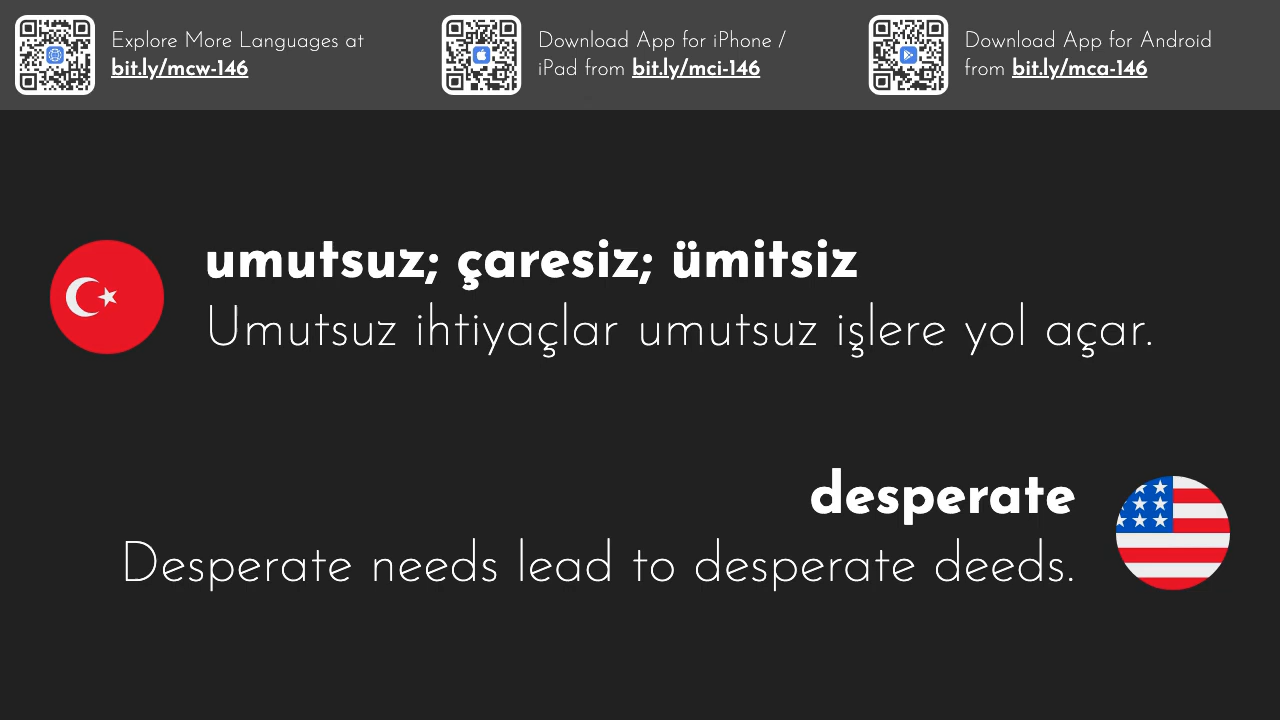 Explore More Languages at
bit.ly/mcw-146
Download App for iPhone /
iPad from bit.ly/mci-146
Download App for Android
from bit.ly/mca-146
umutsuz; çaresiz; ümitsiz
Umutsuz ihtiyaçlar umutsuz işlere yol açar.
desperate
Desperate needs lead to desperate deeds.